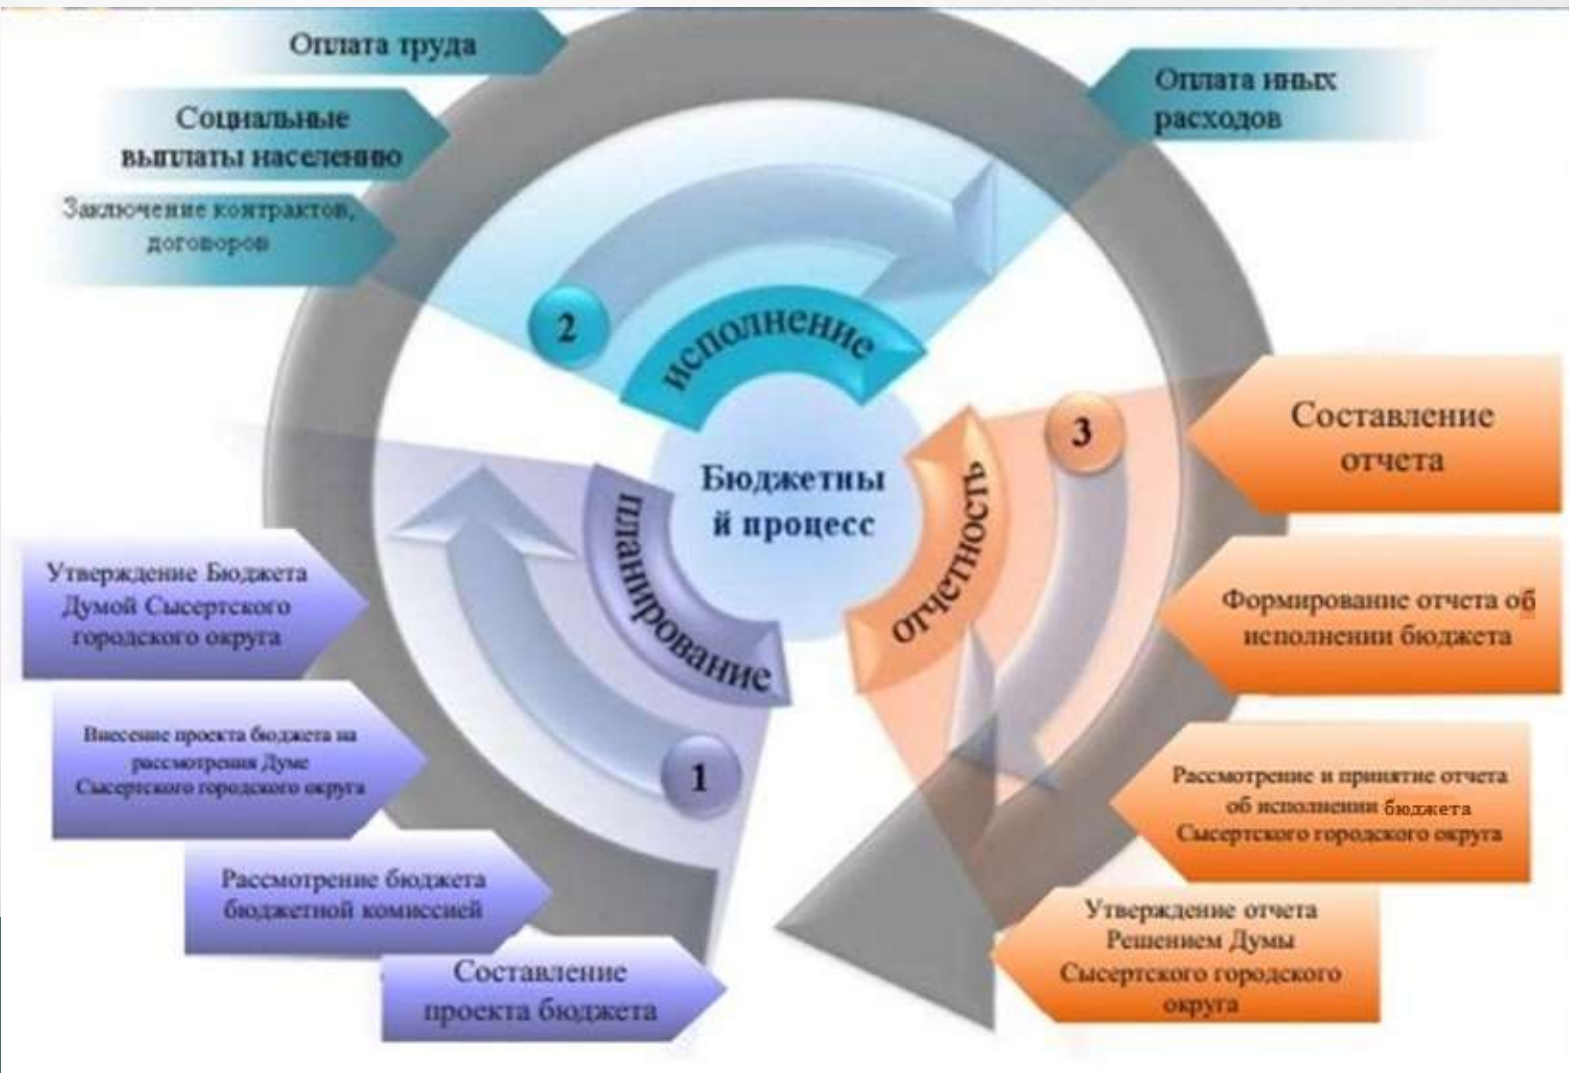 Оплата труда
Социальные
выплаты населению
Заключение контрактов,
договоров
Оплата иных
расходов
2
исполнение
3
отчетность
Бюджетны
й процесс
планирование
1
Составление
отчета
Формирование отчета об
исполнении бюджета
Рассмотрение и принятие отчета
об исполнении бюджета
Сысертского городского округа
Утверждение отчета
Решением Думы
Сысертского городского
округа
Утверждение Бюджета
Думой Сысертского
городского округа
Внесение проекта бюджета на
рассмотрения Думе
Сысертского городского округа
Рассмотрение бюджета
бюджетной комиссией
Составление
проекта бюджета